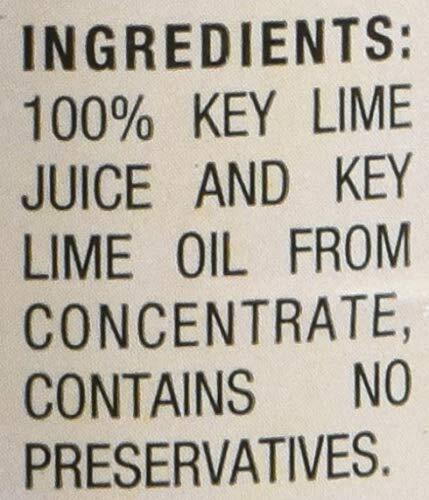 INGREDIENTS:
100% KEY LIME
JUICE AND KEY
LIME OIL FROM
CONCENTRATE,
CONTAINS NO
PRESERVATIVES.